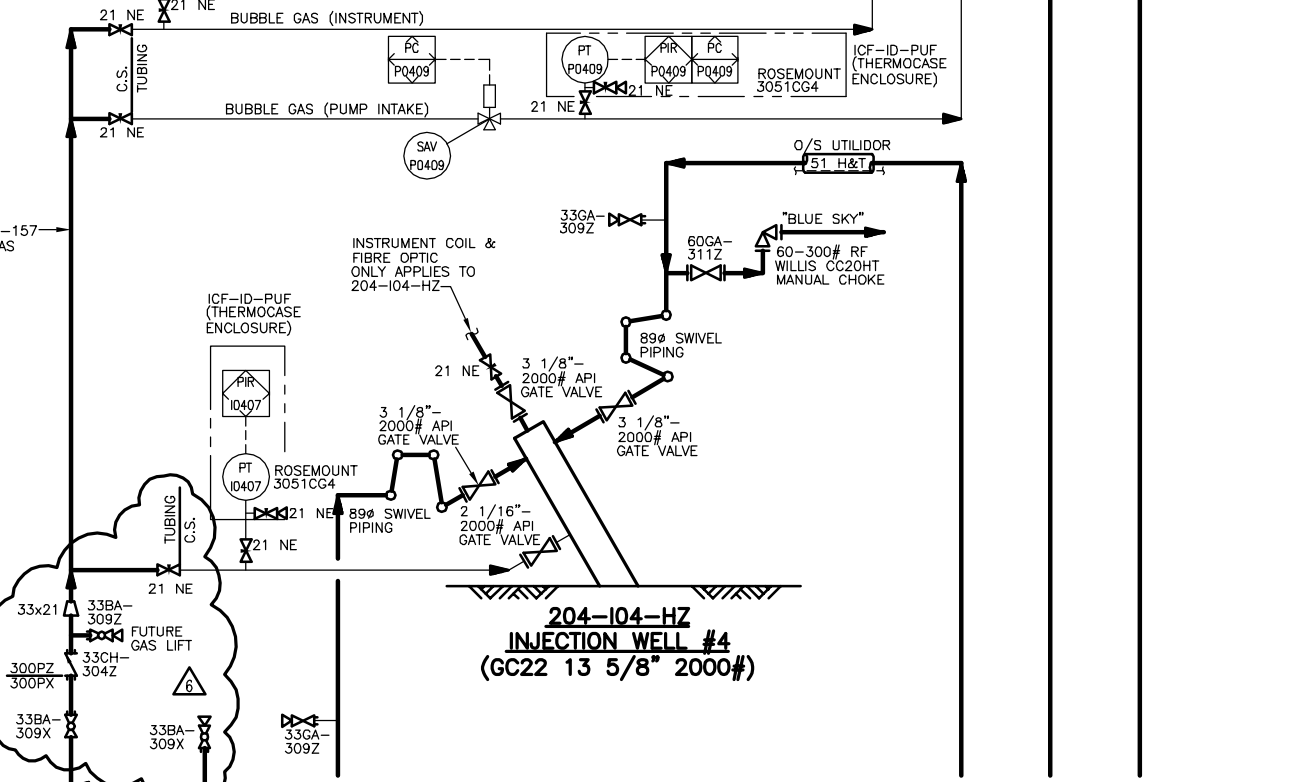 21 NE
21 NE
BUBBLE GAS (INSTRUMENT)
C.S.
TUBING
PC
P0409
PT
P0409
PIR
P0409
PC
P0409
ICF-ID-PUF
(THERMOCASE
ENCLOSURE)
ROSEMOUNT
3051CG4
21 NE
21 NE
BUBBLE GAS (PUMP INTAKE)
21 NE
SAV
P0409
O/S UTILIDOR
51 H&T
33GA-
309Z
"BLUE SKY"
60GA-
311Z
60-300# RF
WILLIS CC20HT
MANUAL CHOKE
-157
AS
INSTRUMENT COIL &
FIBRE OPTIC
ONLY APPLIES TO
204-I04-HZ
ICF-ID-PUF
(THERMOCASE
ENCLOSURE)
89ø SWIVEL
PIPING
21 NE
3 1/8"-
2000# API
GATE VALVE
PIR
I0407
3 1/8"-
2000# API
GATE VALVE
3 1/8"-
2000# API
GATE VALVE
PT
I0407
ROSEMOUNT
3051CG4
21 NE
89ø SWIVEL
PIPING
2 1/16"-
2000# API
GATE VALVE
TUBING
C.S.
21 NE
21 NE
33x21
33BA-
309Z
FUTURE
GAS LIFT
204-I04-HZ
INJECTION WELL #4
(GC22 13 5/8" 2000#)
300PZ
300PX
33CH-
304Z
6
33BA-
309X
33BA-
309X
33GA-
309Z